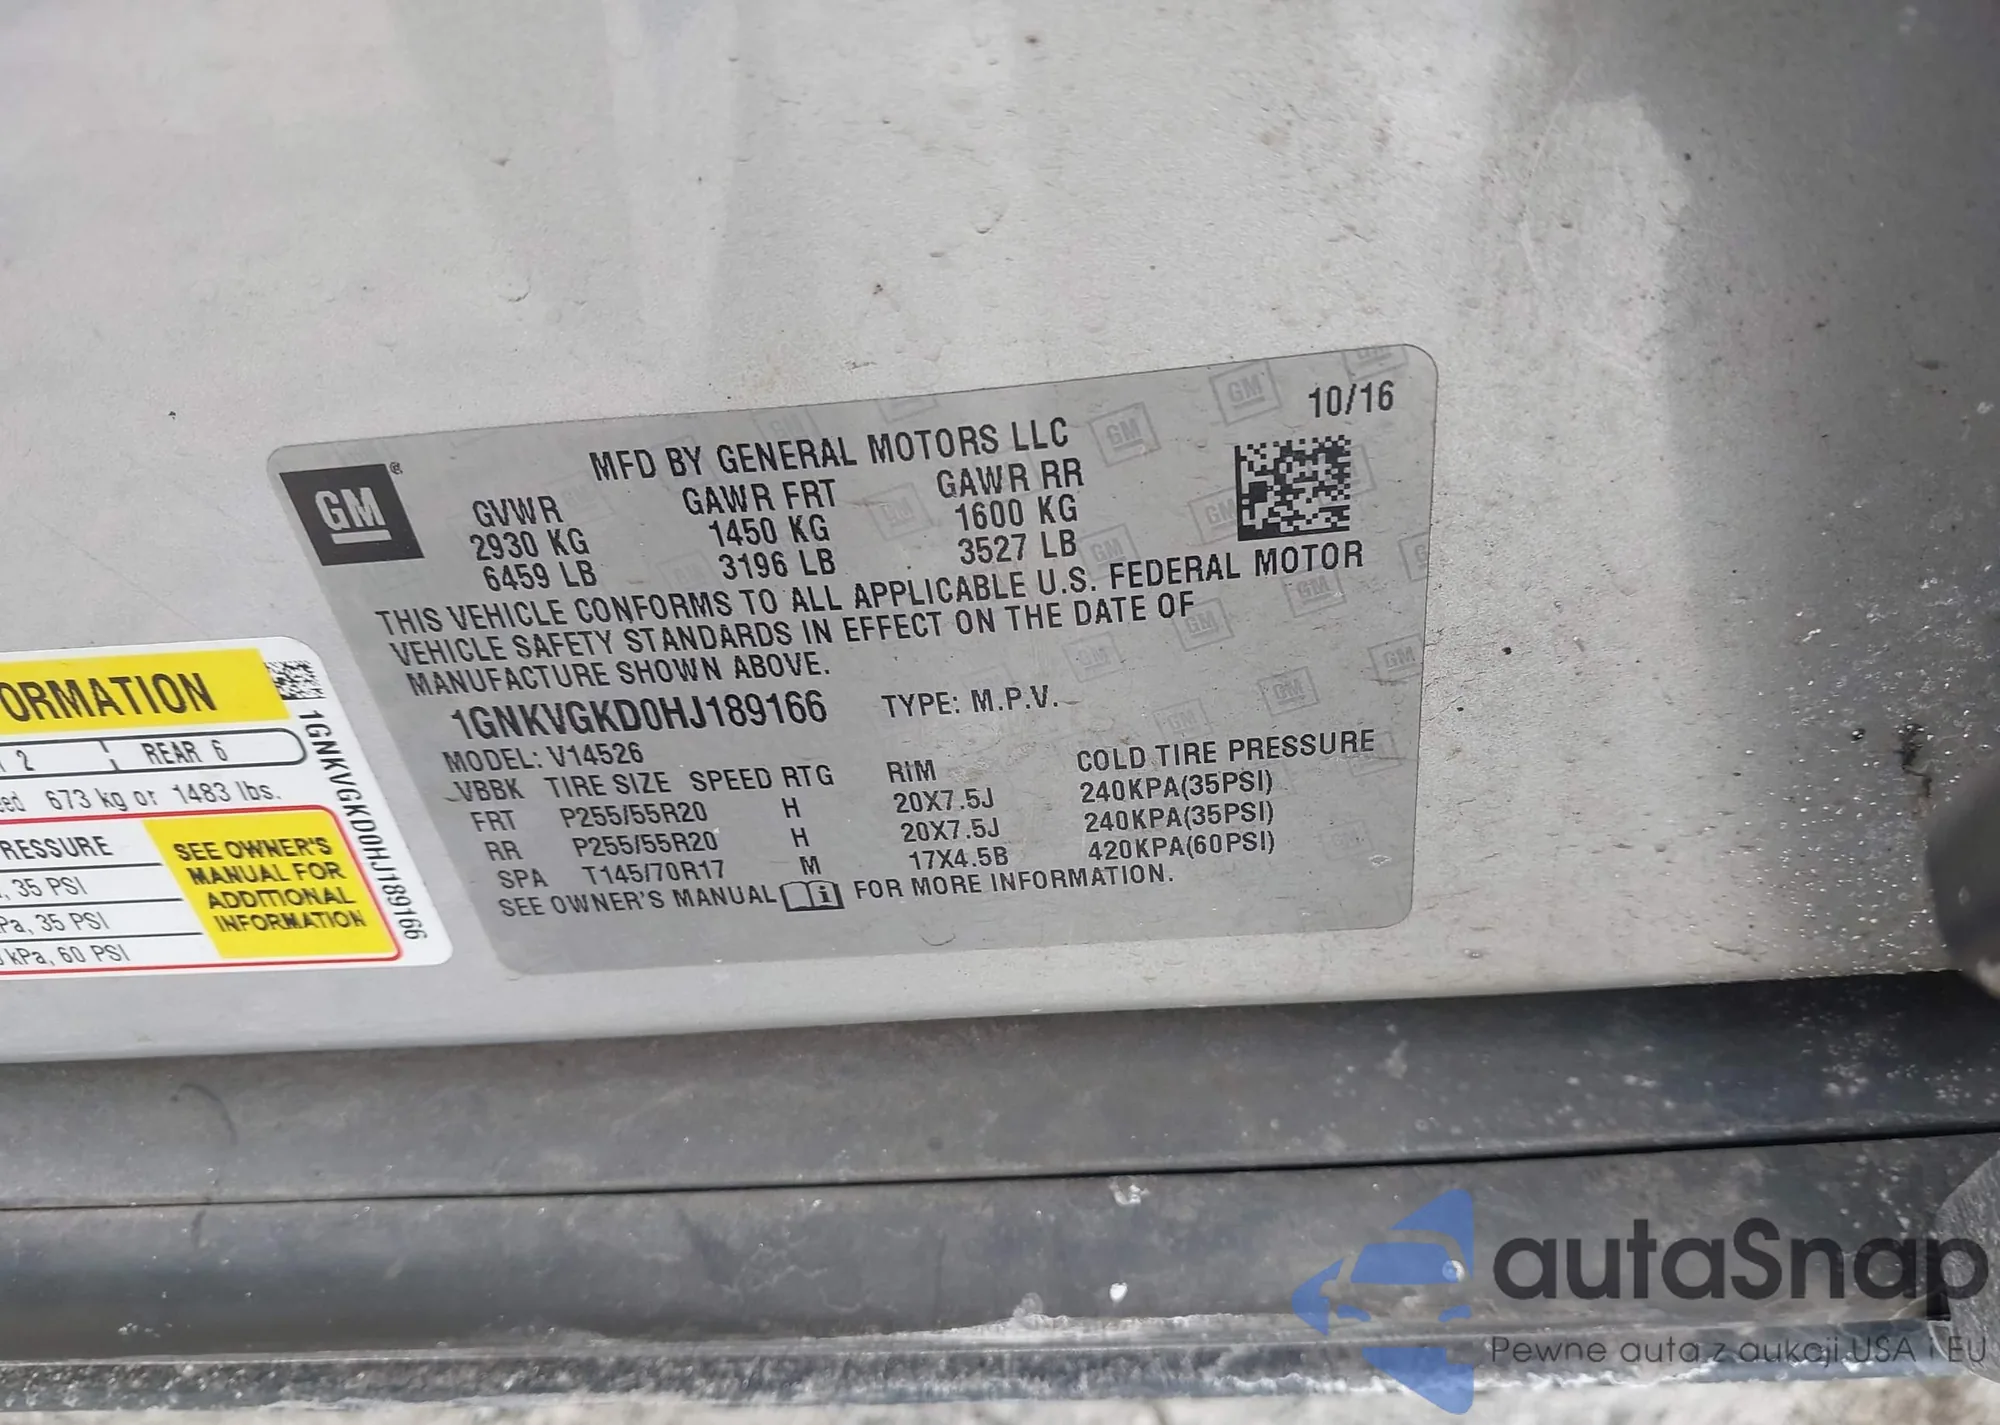 10/16
MFD BY GENERAL MOTORS LLC
GM®
GVWR GAWR FRT GAWR RR
2930 KG 1450 KG 1600 KG
6459 LB 3196 LB 3527 LB
THIS VEHICLE CONFORMS TO ALL APPLICABLE U.S. FEDERAL MOTOR
VEHICLE SAFETY STANDARDS IN EFFECT ON THE DATE OF
MANUFACTURE SHOWN ABOVE.
1GNKVGKD0HJ189166 TYPE: M.P.V.
MODEL: V14526
VBBK TIRE SIZE SPEED RTG RIM COLD TIRE PRESSURE
FRT P255/55R20 H 20X7.5J 240KPA(35PSI)
RR P255/55R20 H 20X7.5J 240KPA(35PSI)
SPA T145/70R17 M 17X4.5B 420KPA(60PSI)
SEE OWNER'S MANUAL i FOR MORE INFORMATION.
ORMATION
2 REAR 6
eed 673 kg or 1483 lbs.
RESSURE
, 35 PSI
Pa, 35 PSI
kPa, 60 PSI
SEE OWNER'S
MANUAL FOR
ADDITIONAL
INFORMATION
1GNKVGKD0HJ189166
autaSnap
Pewne auta z aukcji USA i EU